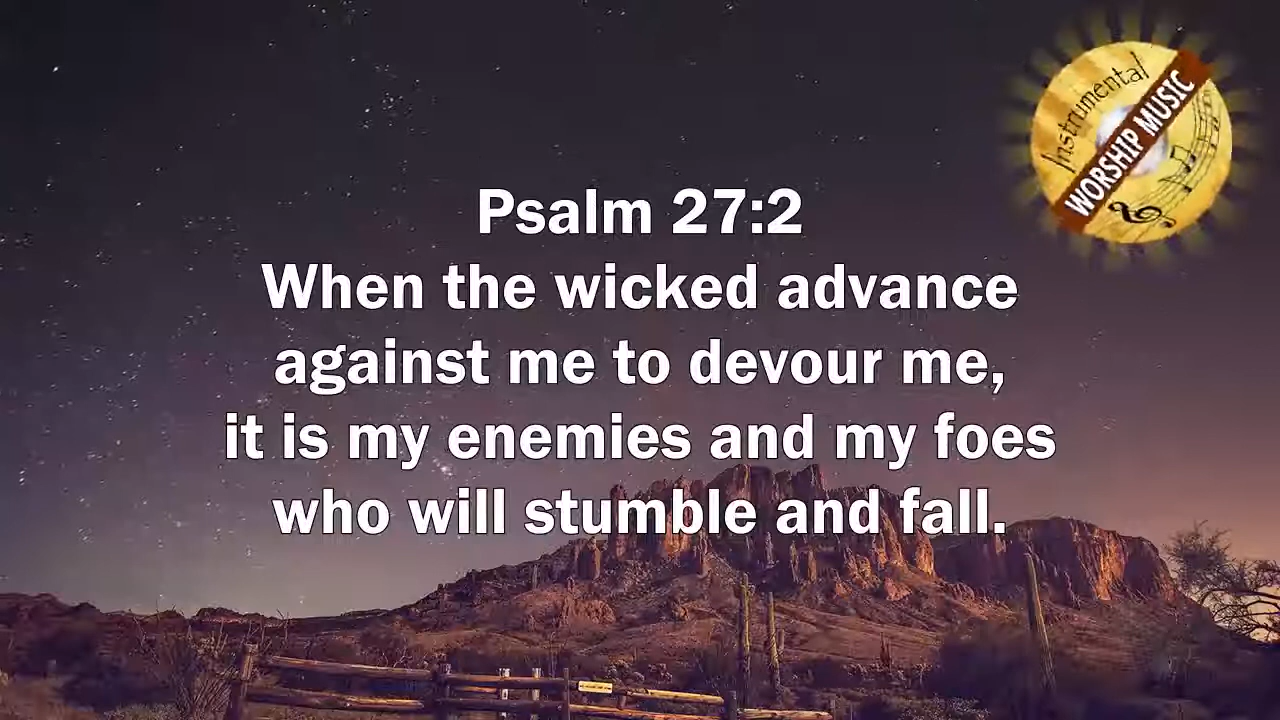 Instrumental
WORSHIP MUSIC
Psalm 27:2
When the wicked advance
against me to devour me,
it is my enemies and my foes
who will stumble and fall.